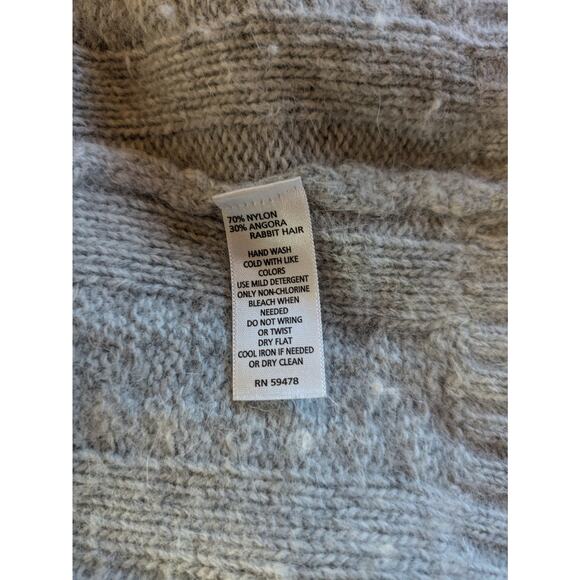 70% NYLON
30% ANGORA
RABBIT HAIR
HAND WASH
COLD WITH LIKE
COLORS
USE MILD DETERGENT
ONLY NON-CHLORINE
BLEACH WHEN
NEEDED
DO NOT WRING
OR TWIST
DRY FLAT
COOL IRON IF NEEDED
OR DRY CLEAN
RN 59478